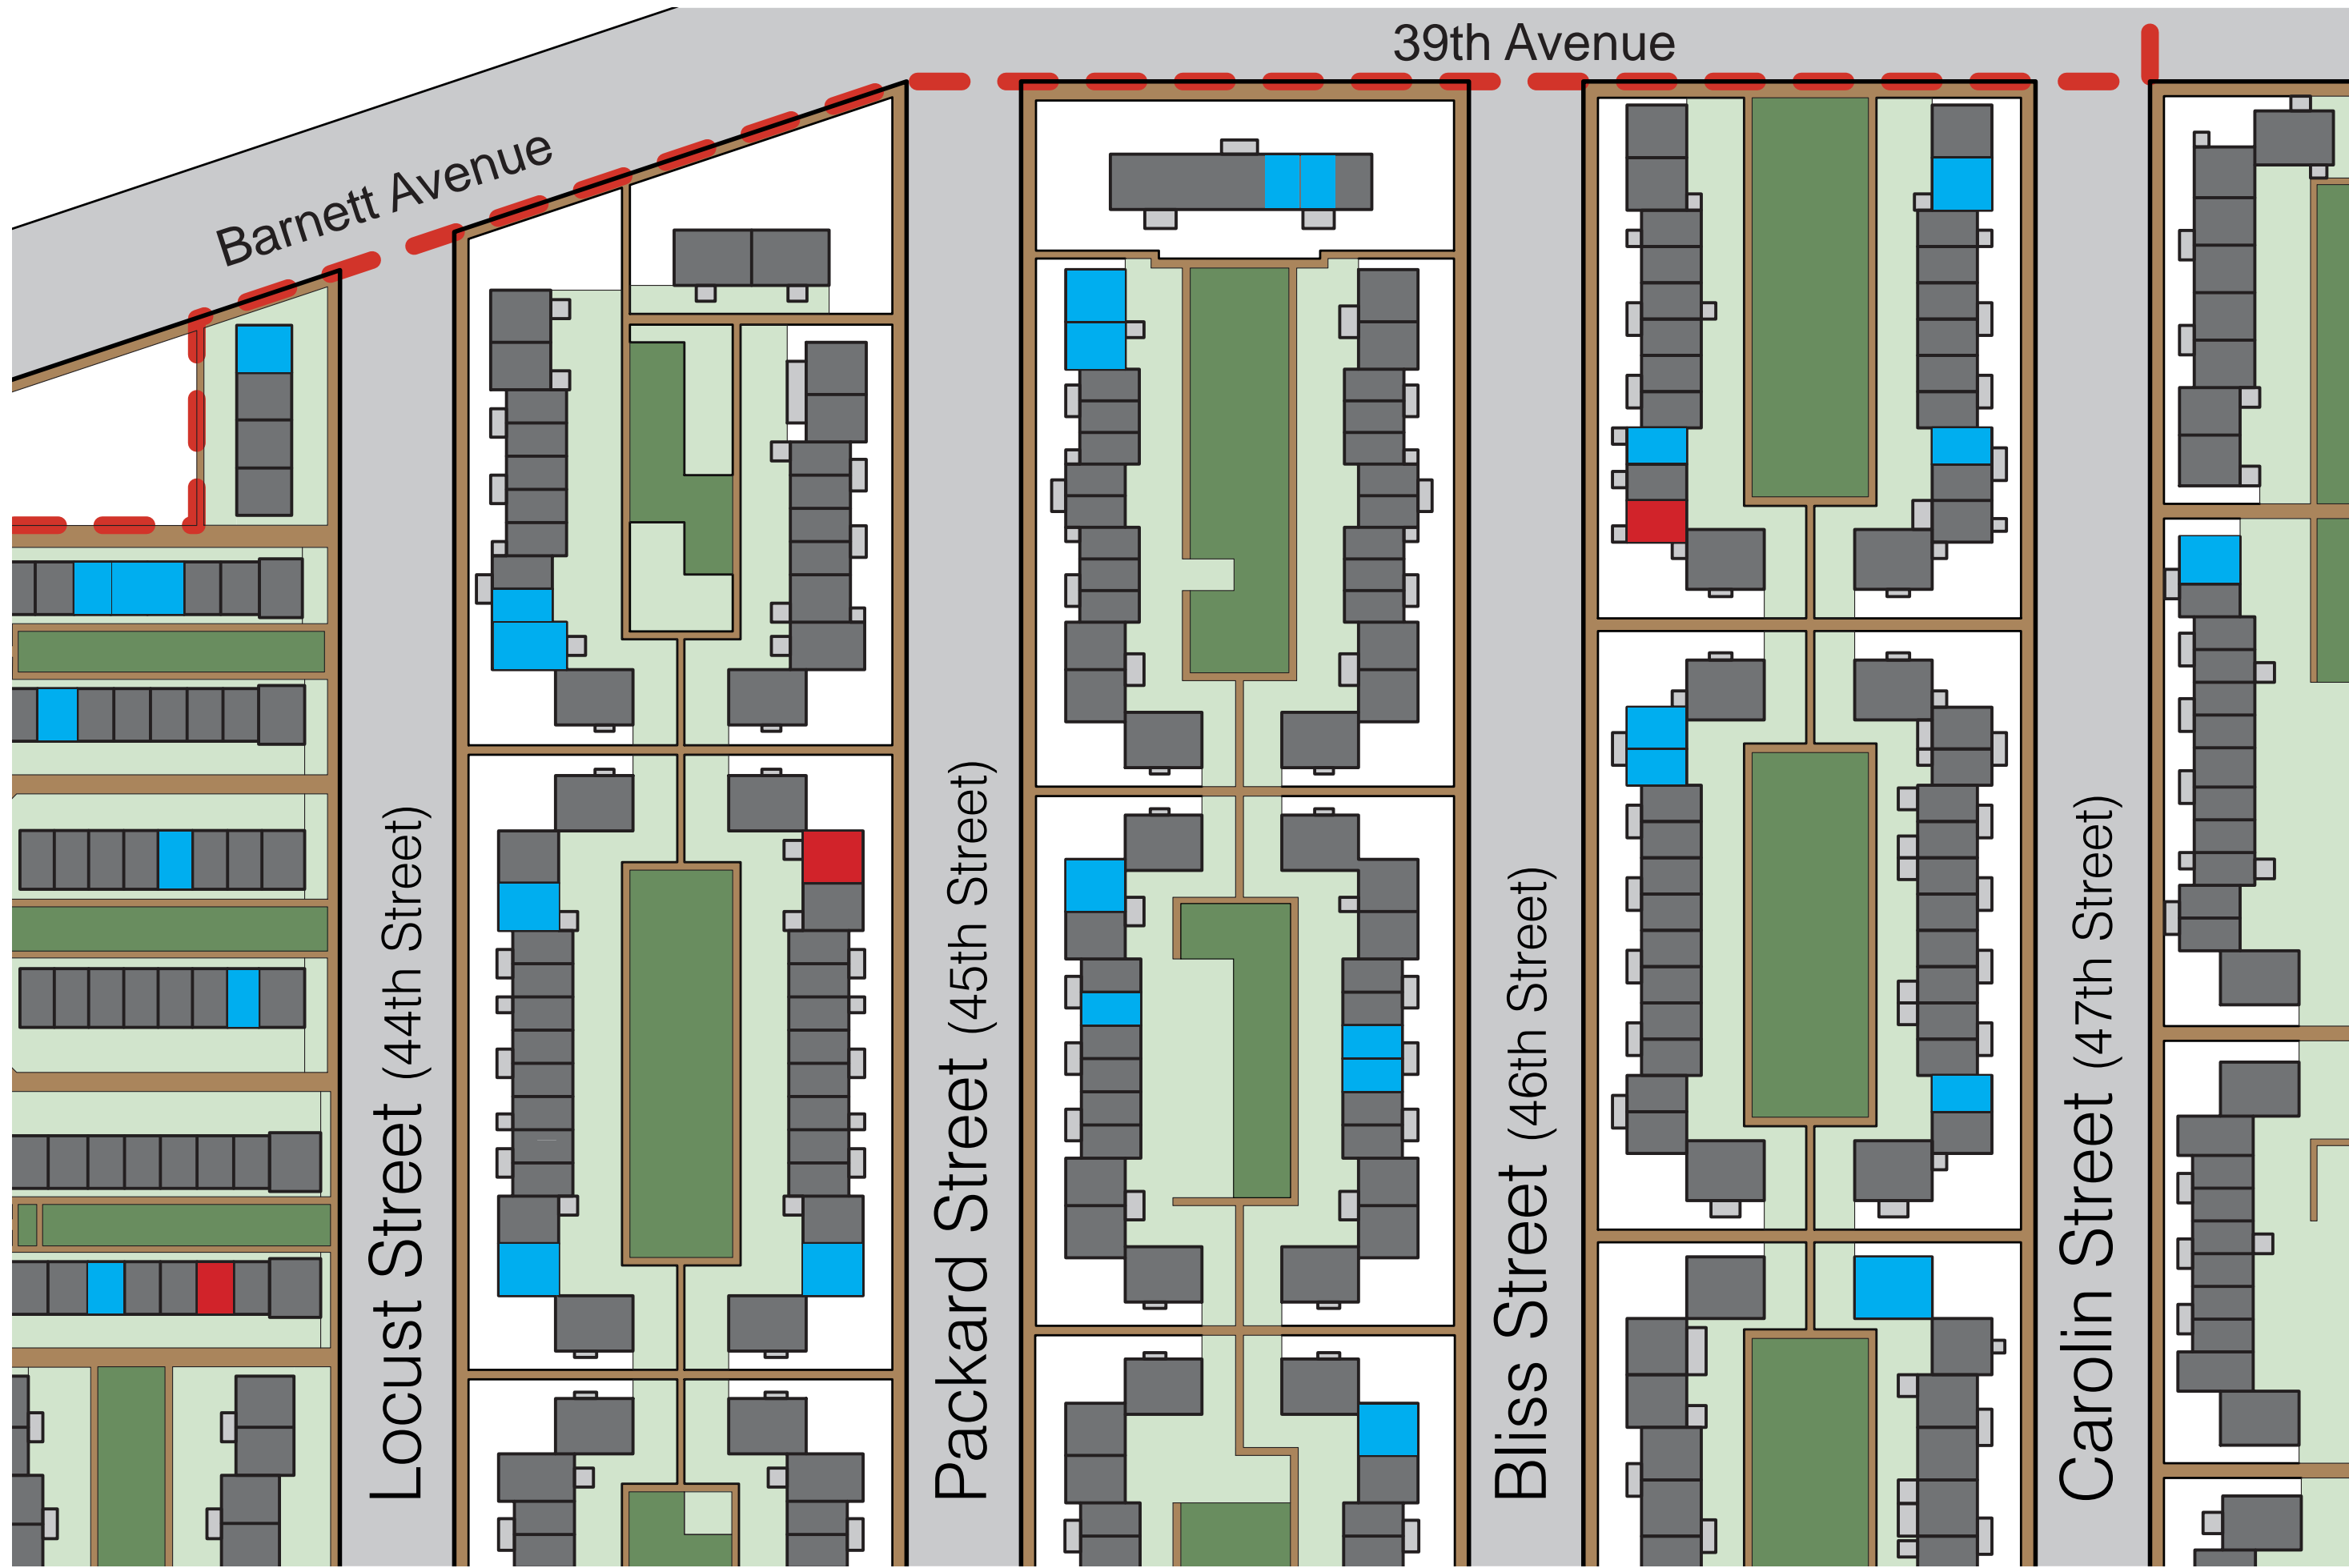 39th Avenue
Barnett Avenue
Locust Street (44th Street)
Packard Street (45th Street)
Bliss Street (46th Street)
Carolin Street (47th Street)